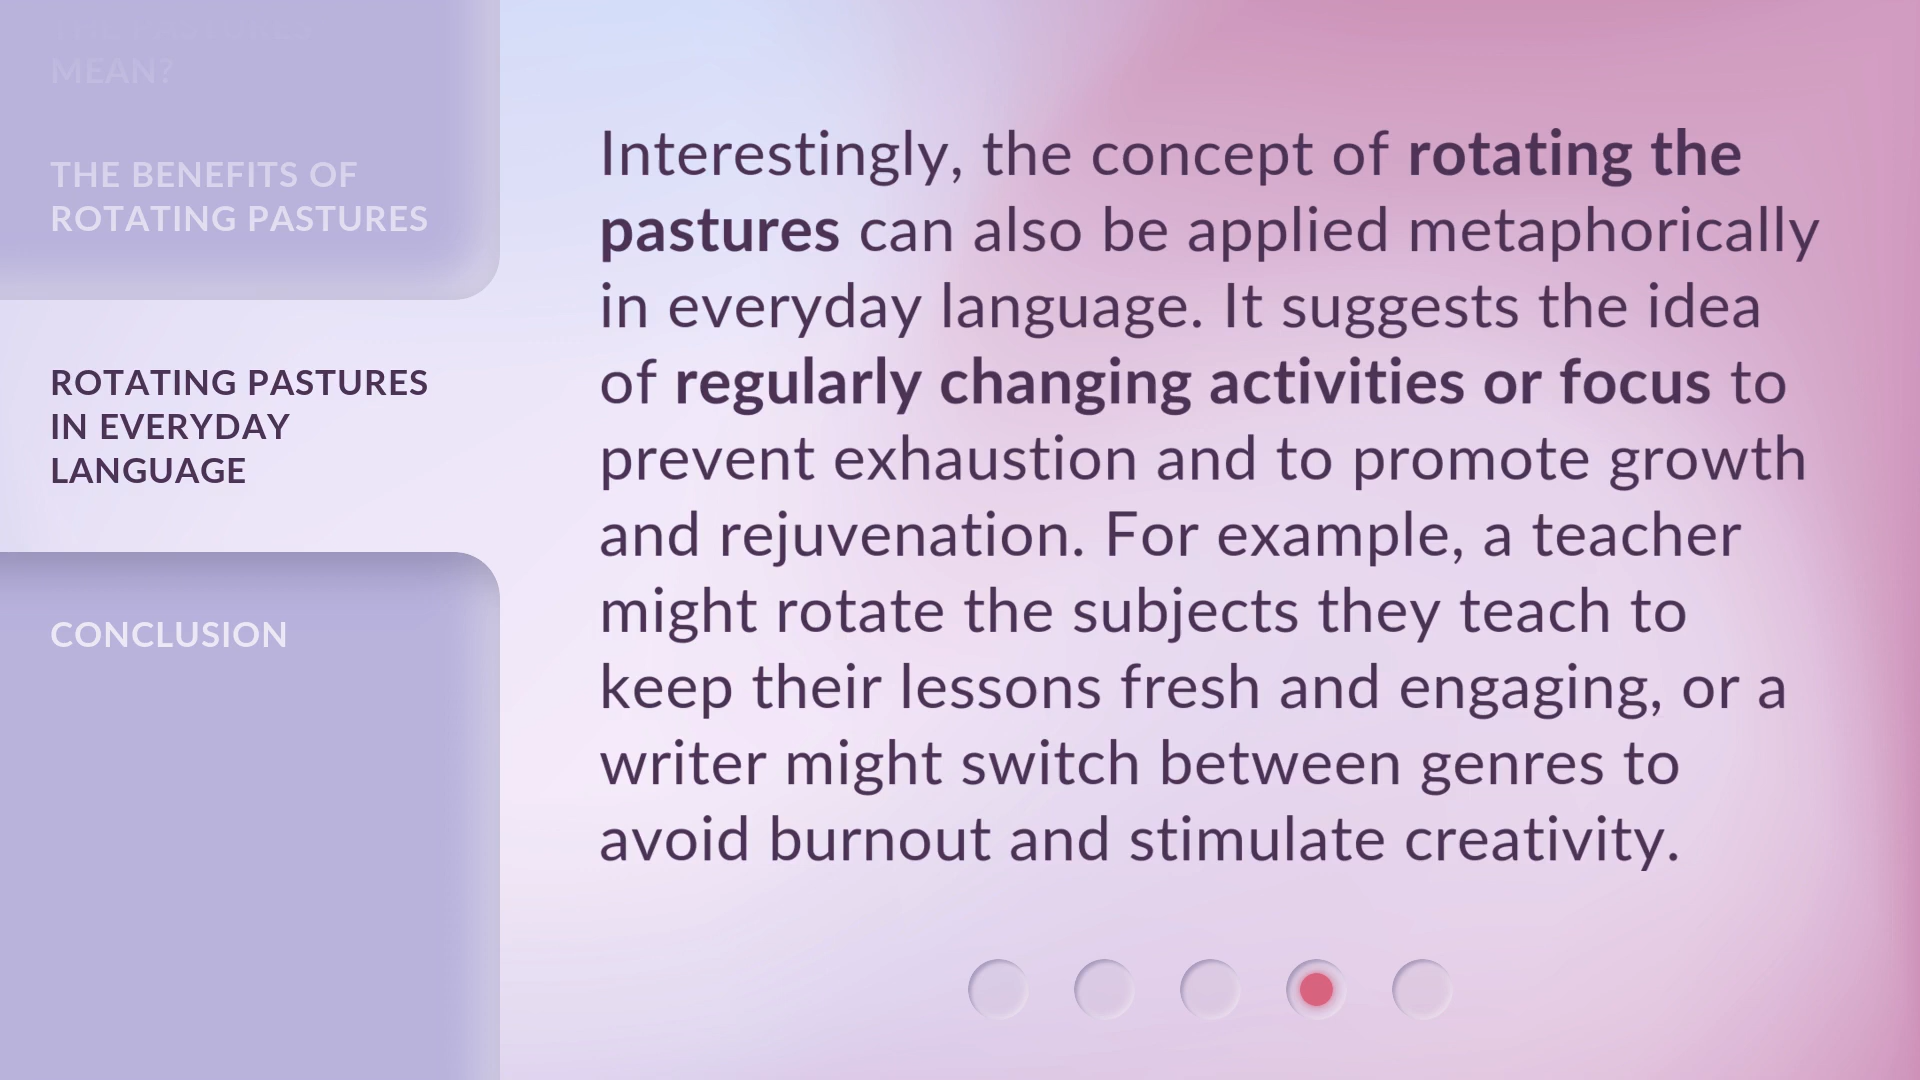 MEAN?
THE BENEFITS OF
ROTATING PASTURES
ROTATING PASTURES
IN EVERYDAY
LANGUAGE
CONCLUSION
Interestingly, the concept of rotating the
pastures can also be applied metaphorically
in everyday language. It suggests the idea
of regularly changing activities or focus to
prevent exhaustion and to promote growth
and rejuvenation. For example, a teacher
might rotate the subjects they teach to
keep their lessons fresh and engaging, or a
writer might switch between genres to
avoid burnout and stimulate creativity.